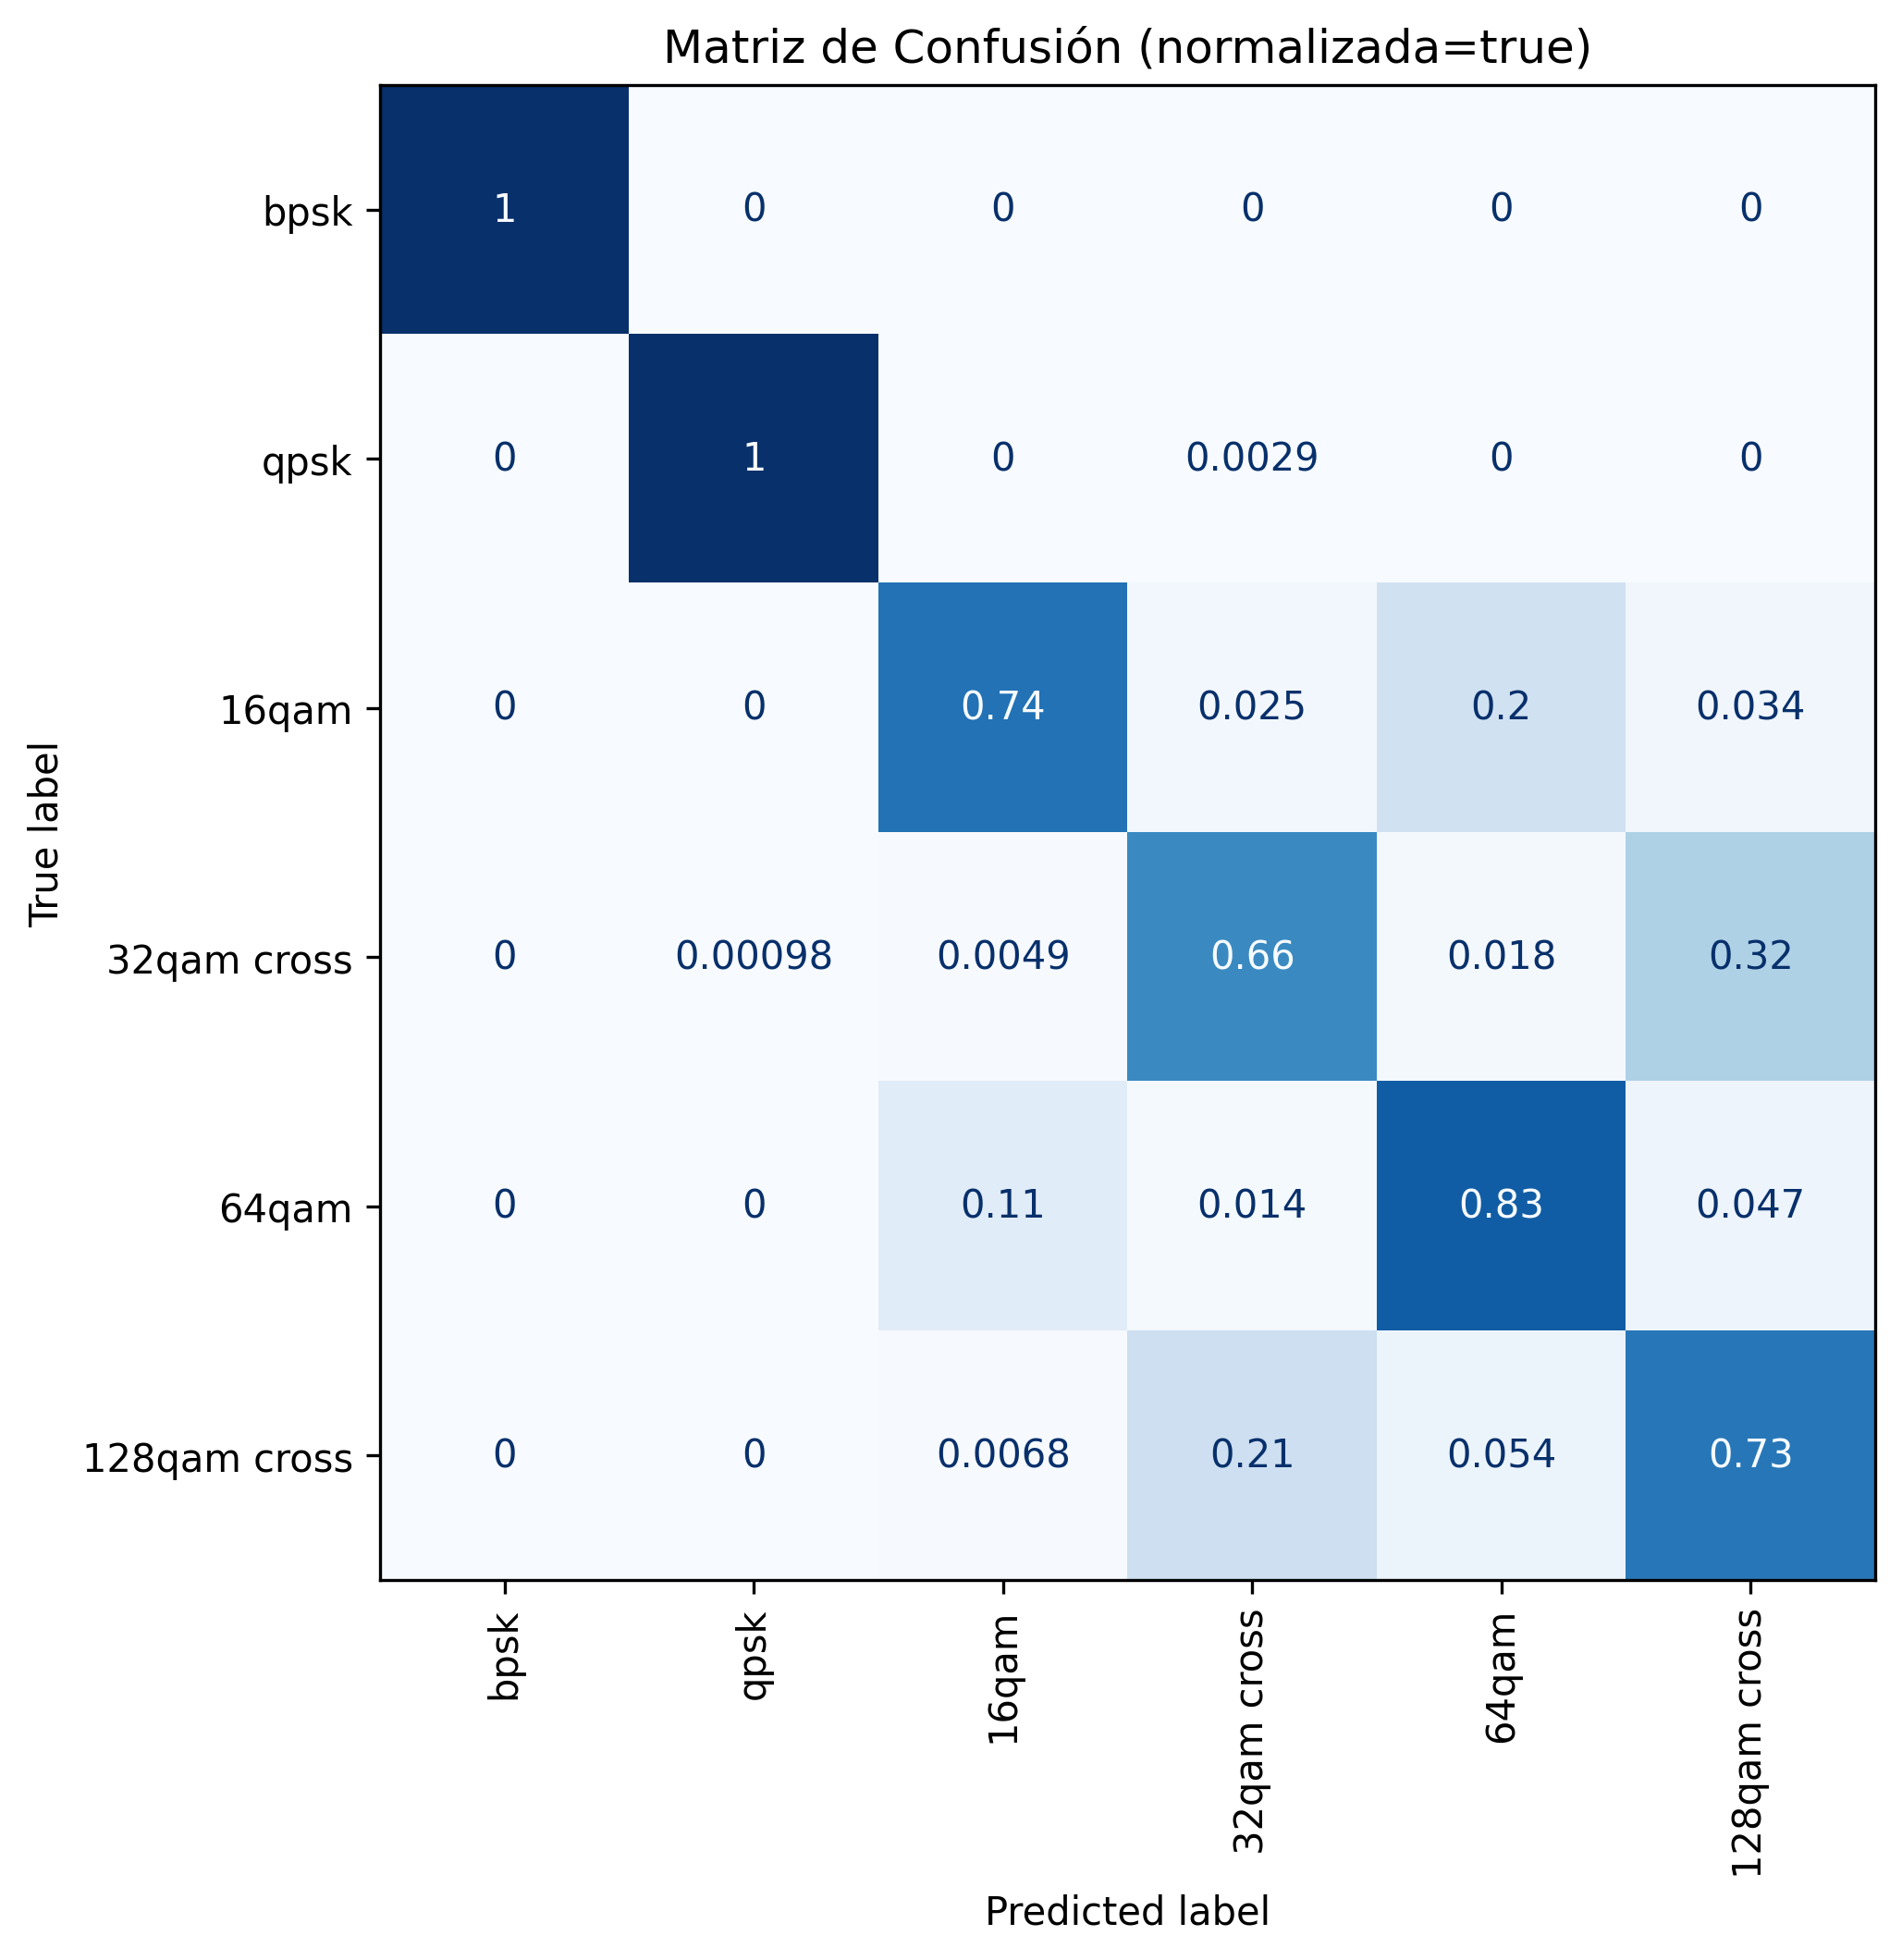 Matriz de Confusión (normalizada=true)
True label
bpsk 1 0 0 0 0 0
qpsk 0 1 0 0.0029 0 0
16qam 0 0 0.74 0.025 0.2 0.034
32qam cross 0 0.00098 0.0049 0.66 0.018 0.32
64qam 0 0 0.11 0.014 0.83 0.047
128qam cross 0 0 0.0068 0.21 0.054 0.73
bpsk qpsk 16qam 32qam cross 64qam 128qam cross
Predicted label